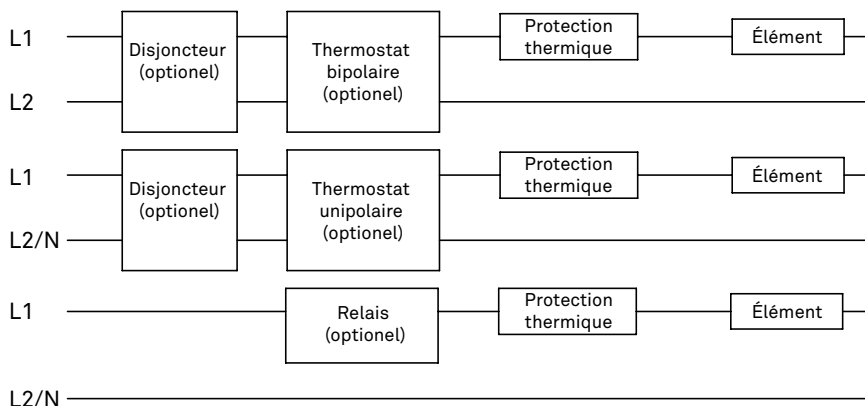 L1
Disjoncteur
(optionel)
Thermostat
bipolaire
(optionel)
Protection
thermique
Élément
L2
L1
Disjoncteur
(optionel)
Thermostat
unipolaire
(optionel)
Protection
thermique
Élément
L2/N
L1
Relais
(optionel)
Protection
thermique
Élément
L2/N